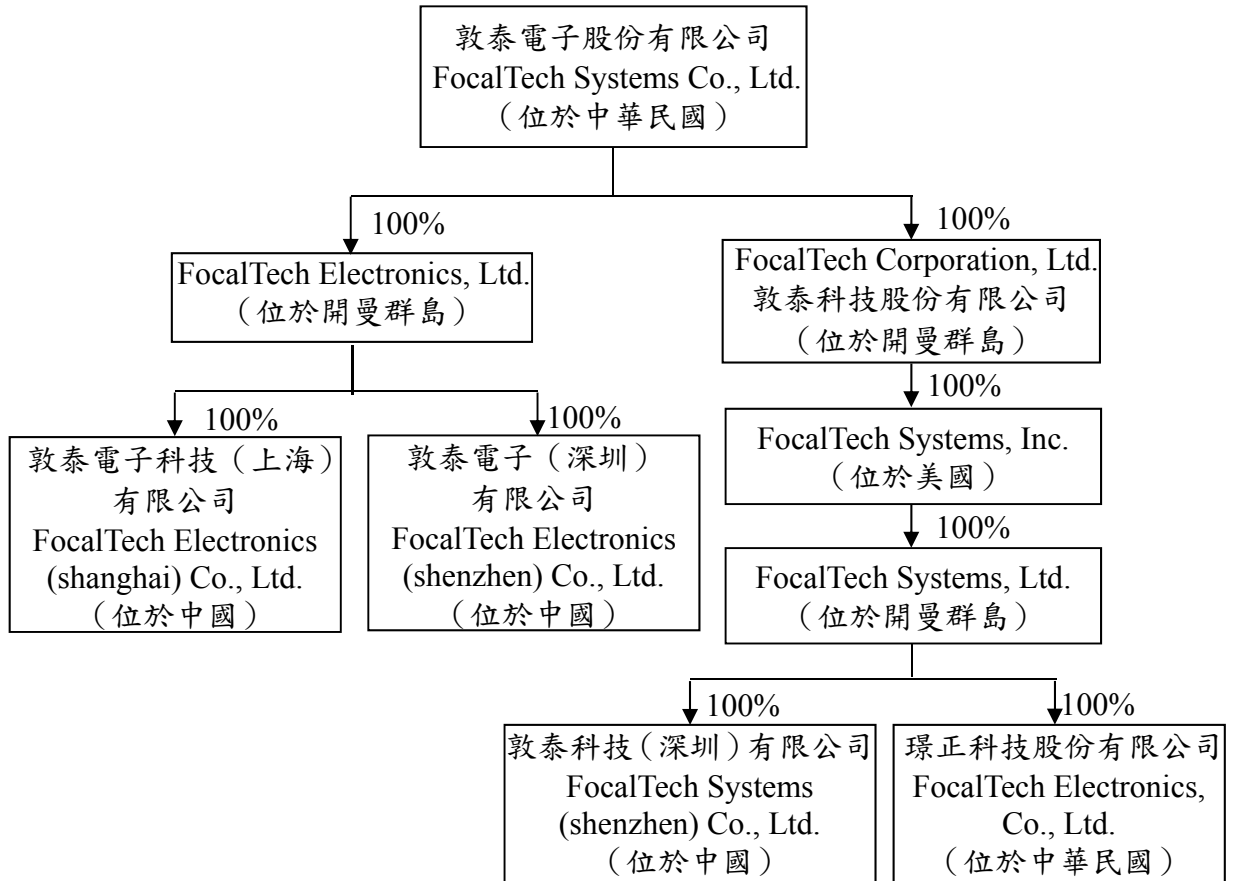 敦泰電子股份有限公司
FocalTech Systems Co., Ltd.
（位於中華民國）
100%
100%
FocalTech Electronics, Ltd.
（位於開曼群島）
FocalTech Corporation, Ltd.
敦泰科技股份有限公司
（位於開曼群島）
100%
100%
100%
敦泰電子科技（上海）
有限公司
FocalTech Electronics
(shanghai) Co., Ltd.
（位於中國）
敦泰電子（深圳）
有限公司
FocalTech Electronics
(shenzhen) Co., Ltd.
（位於中國）
FocalTech Systems, Inc.
（位於美國）
100%
FocalTech Systems, Ltd.
（位於開曼群島）
100%
100%
敦泰科技（深圳）有限公司
FocalTech Systems
(shenzhen) Co., Ltd.
（位於中國）
璟正科技股份有限公司
FocalTech Electronics,
Co., Ltd.
（位於中華民國）